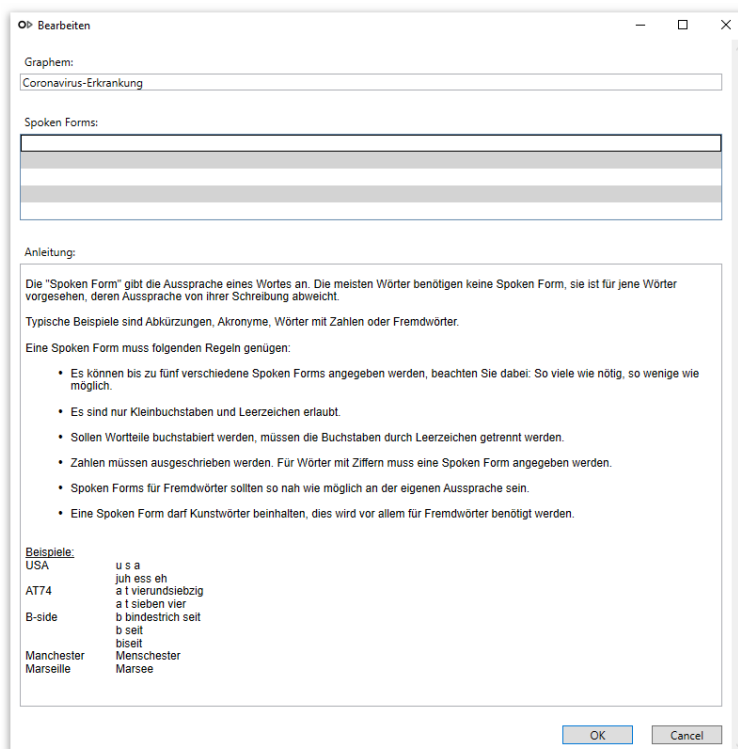 Bearbeiten
Graphem:
Coronavirus-Erkrankung
Spoken Forms:
Anleitung:
Die "Spoken Form" gibt die Aussprache eines Wortes an. Die meisten Wörter benötigen keine Spoken Form, sie ist für jene Wörter
vorgesehen, deren Aussprache von ihrer Schreibung abweicht.
Typische Beispiele sind Abkürzungen, Akronyme, Wörter mit Zahlen oder Fremdwörter.
Eine Spoken Form muss folgenden Regeln genügen:
• Es können bis zu fünf verschiedene Spoken Forms angegeben werden, beachten Sie dabei: So viele wie nötig, so wenige wie
möglich.
• Es sind nur Kleinbuchstaben und Leerzeichen erlaubt.
• Sollen Wortteile buchstabiert werden, müssen die Buchstaben durch Leerzeichen getrennt werden.
• Zahlen müssen ausgeschrieben werden. Für Wörter mit Ziffern muss eine Spoken Form angegeben werden.
• Spoken Forms für Fremdwörter sollten so nah wie möglich an der eigenen Aussprache sein.
• Eine Spoken Form darf Kunstwörter beinhalten, dies wird vor allem für Fremdwörter benötigt werden.
Beispiele:
USA u s a
juh ess eh
AT74 a t vierundsiebzig
a t sieben vier
B-side b bindestrich seit
b seit
biseit
Manchester Menschester
Marseille Marsee
OK Cancel